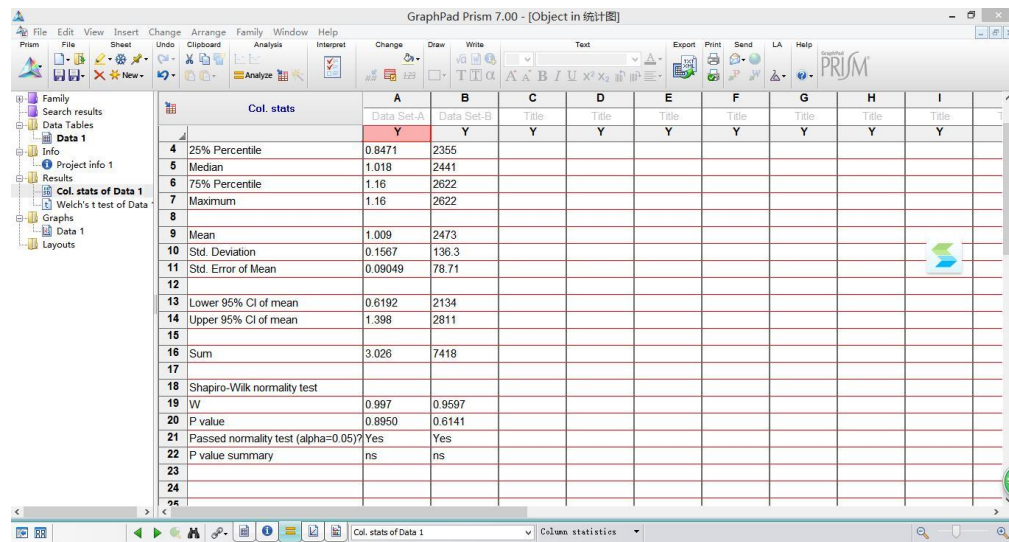 GraphPad Prism 7.00 - [Object in 统计图]
File Edit View Insert Change Arrange Family Window Help
Prism File Sheet Undo Clipboard Analysis Interpret Change Draw Write Text Export Print Send LA Help
New Analyze GraphPad PRISM
Family
Search results
Data Tables
Data 1
Info
Project info 1
Results
Col. stats of Data 1
Welch's t test of Data
Graphs
Data 1
Layouts
Col. stats A B C D E F G H I
Data Set-A Data Set-B Title Title Title Title Title Title Title
Y Y Y Y Y Y Y Y Y
4 25% Percentile 0.8471 2355
5 Median 1.018 2441
6 75% Percentile 1.16 2622
7 Maximum 1.16 2622
8
9 Mean 1.009 2473
10 Std. Deviation 0.1567 136.3
11 Std. Error of Mean 0.09049 78.71
12
13 Lower 95% CI of mean 0.6192 2134
14 Upper 95% CI of mean 1.398 2811
15
16 Sum 3.026 7418
17
18 Shapiro-Wilk normality test
19 W 0.997 0.9597
20 P value 0.8950 0.6141
21 Passed normality test (alpha=0.05)? Yes Yes
22 P value summary ns ns
23
24
25
Col. stats of Data 1 Column statistics